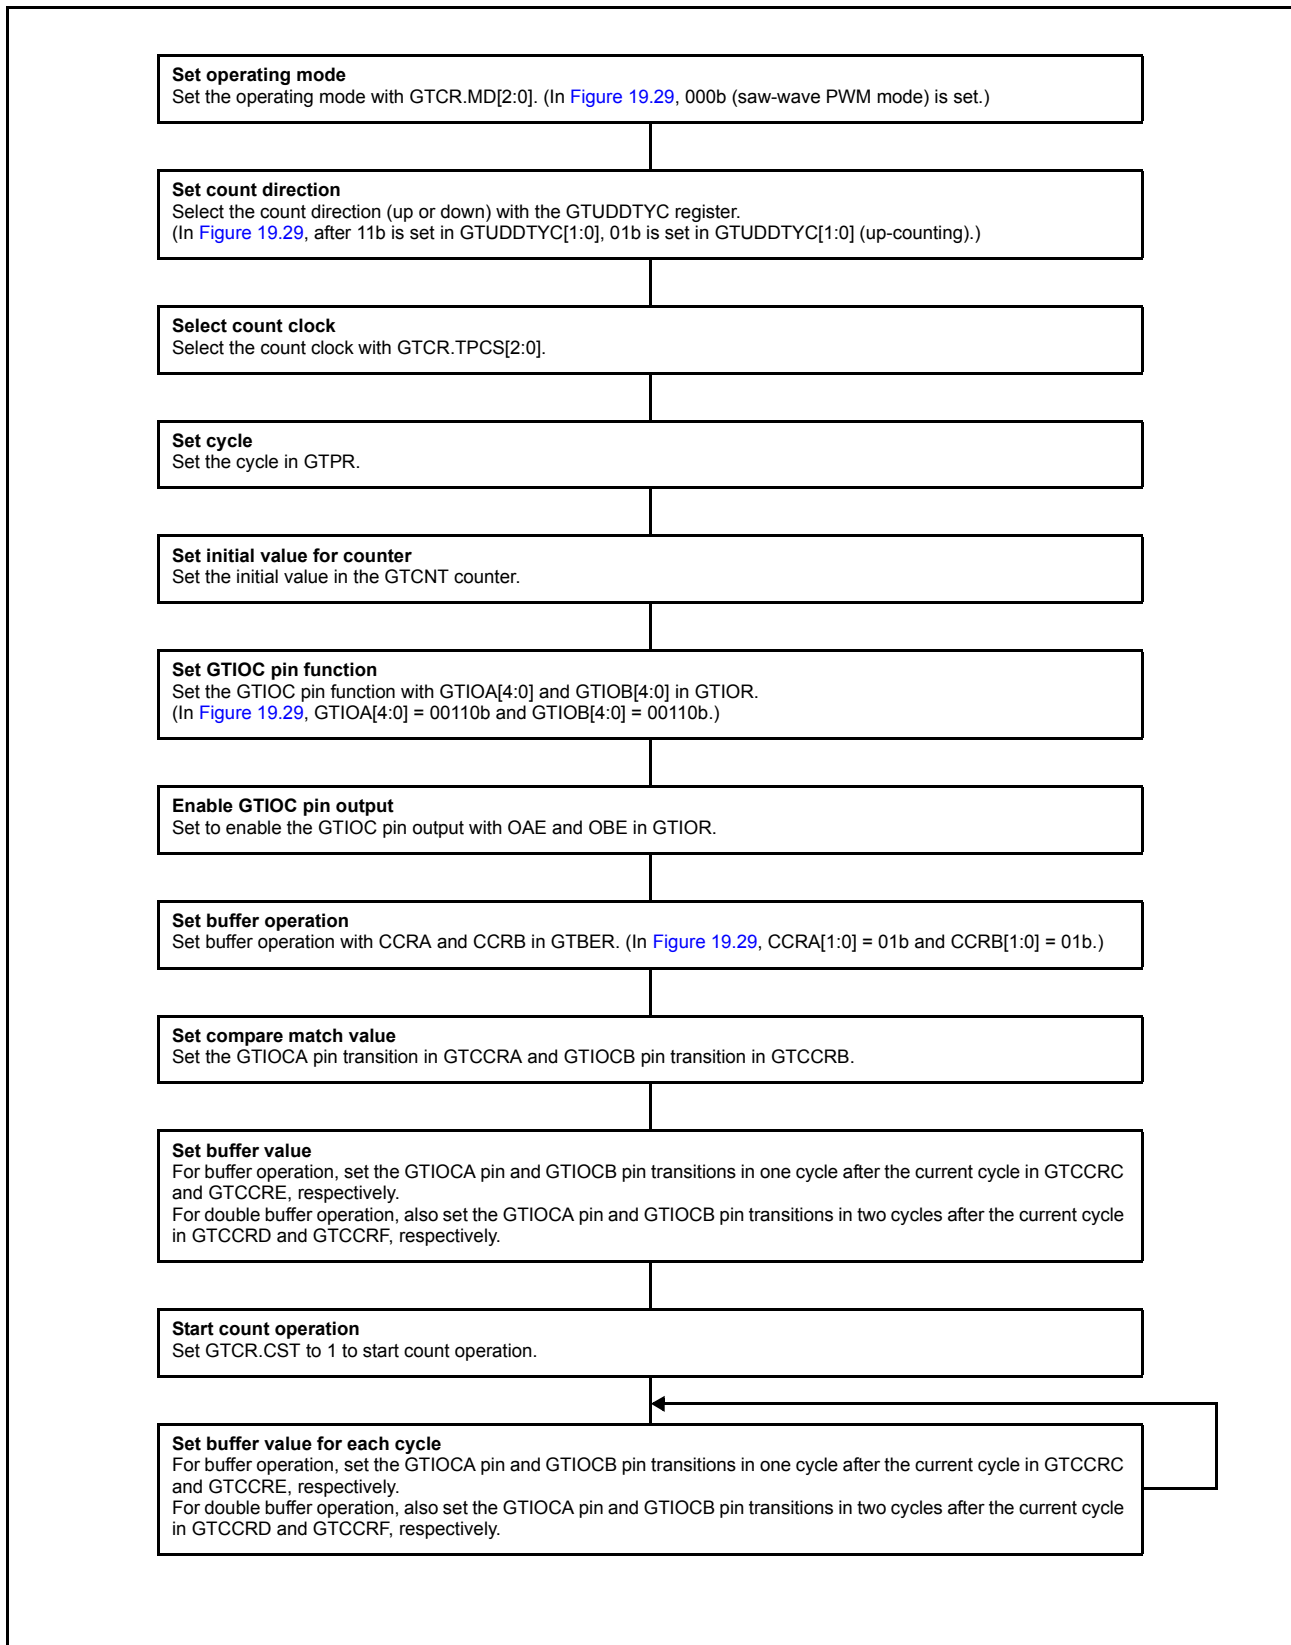 Set operating mode
Set the operating mode with GTCR.MD[2:0]. (In Figure 19.29, 000b (saw-wave PWM mode) is set.)
Set count direction
Select the count direction (up or down) with the GTUDDTYC register.
(In Figure 19.29, after 11b is set in GTUDDTYC[1:0], 01b is set in GTUDDTYC[1:0] (up-counting).)
Select count clock
Select the count clock with GTCR.TPCS[2:0].
Set cycle
Set the cycle in GTPR.
Set initial value for counter
Set the initial value in the GTCNT counter.
Set GTIOC pin function
Set the GTIOC pin function with GTIOA[4:0] and GTIOB[4:0] in GTIOR.
(In Figure 19.29, GTIOA[4:0] = 00110b and GTIOB[4:0] = 00110b.)
Enable GTIOC pin output
Set to enable the GTIOC pin output with OAE and OBE in GTIOR.
Set buffer operation
Set buffer operation with CCRA and CCRB in GTBER. (In Figure 19.29, CCRA[1:0] = 01b and CCRB[1:0] = 01b.)
Set compare match value
Set the GTIOCA pin transition in GTCCRA and GTIOCB pin transition in GTCCRB.
Set buffer value
For buffer operation, set the GTIOCA pin and GTIOCB pin transitions in one cycle after the current cycle in GTCCRC
and GTCCRE, respectively.
For double buffer operation, also set the GTIOCA pin and GTIOCB pin transitions in two cycles after the current cycle
in GTCCRD and GTCCRF, respectively.
Start count operation
Set GTCR.CST to 1 to start count operation.
Set buffer value for each cycle
For buffer operation, set the GTIOCA pin and GTIOCB pin transitions in one cycle after the current cycle in GTCCRC
and GTCCRE, respectively.
For double buffer operation, also set the GTIOCA pin and GTIOCB pin transitions in two cycles after the current cycle
in GTCCRD and GTCCRF, respectively.